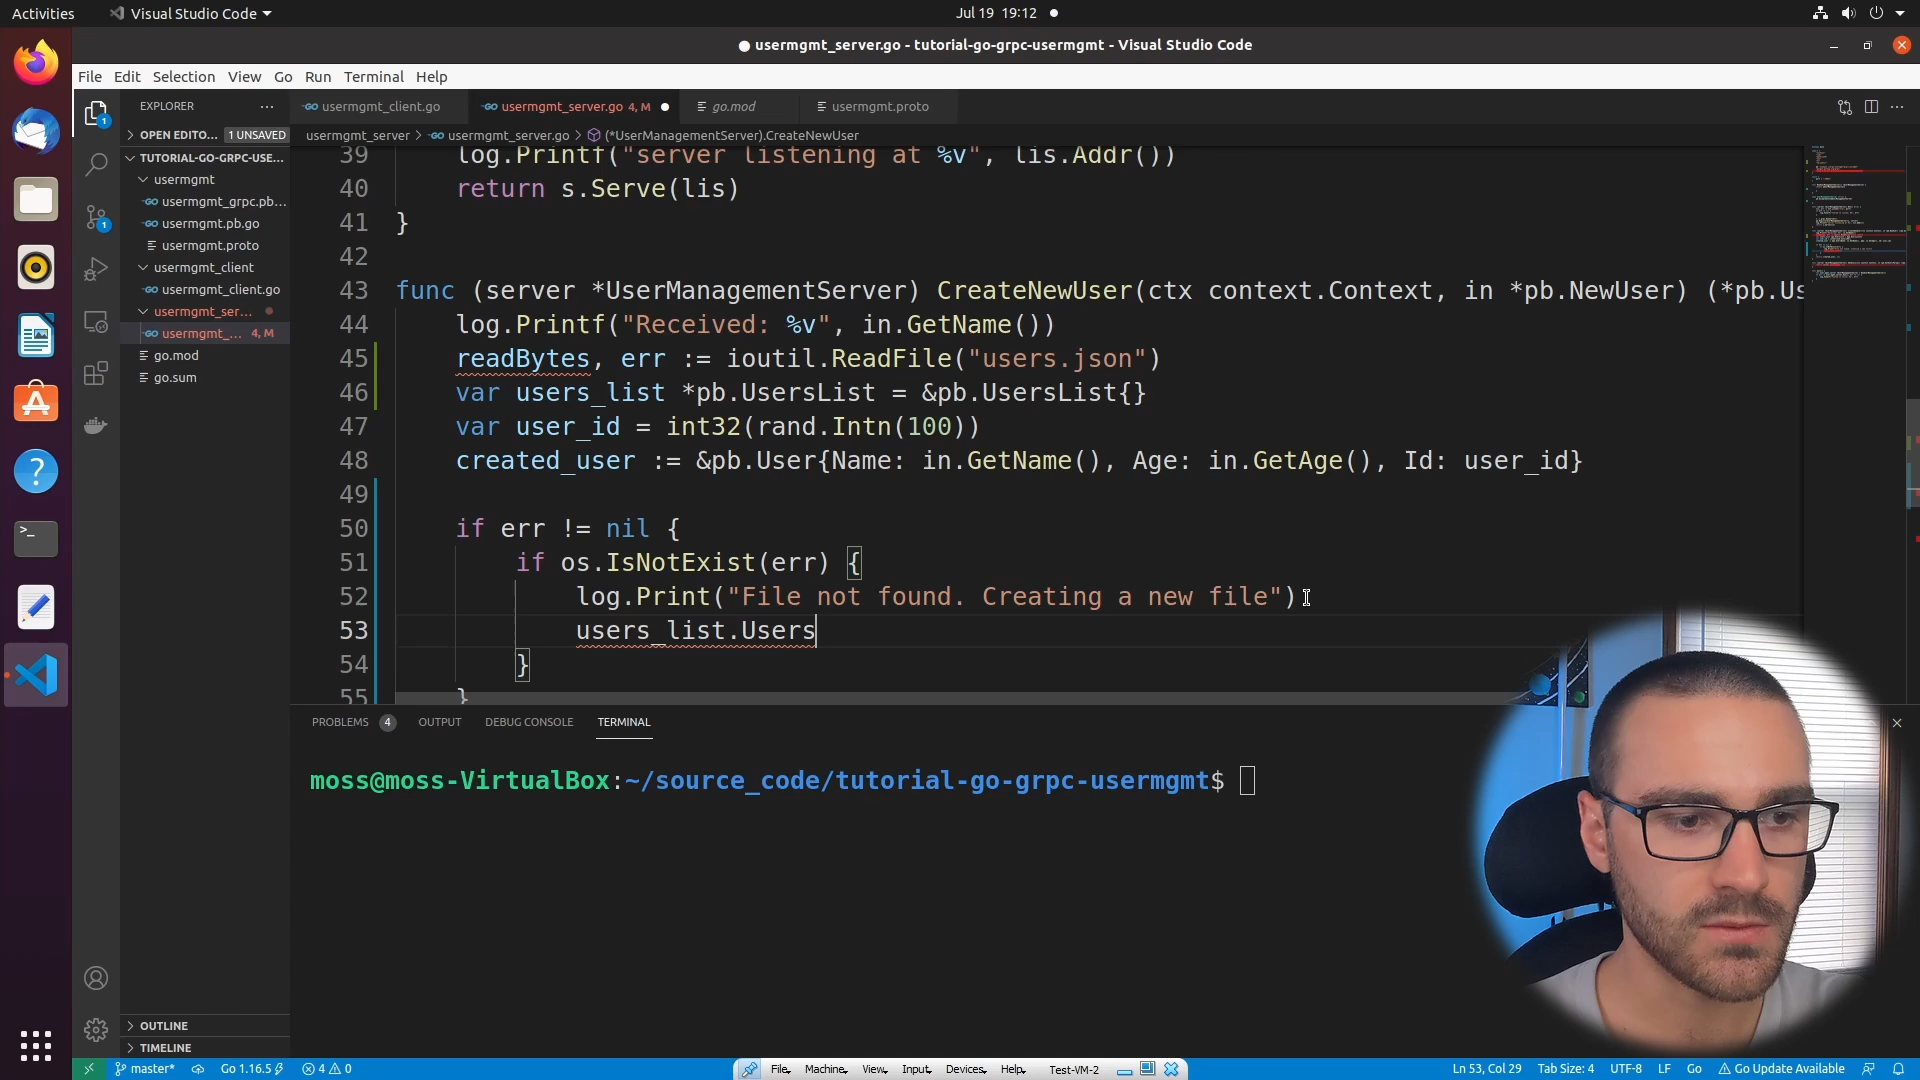 Activities
Visual Studio Code
Jul 19 19:12
● usermgmt_server.go - tutorial-go-grpc-usermgmt - Visual Studio Code
File Edit Selection View Go Run Terminal Help
EXPLORER
usermgmt_client.go
usermgmt_server.go 4, M
go.mod
usermgmt.proto
OPEN EDITO... 1 UNSAVED
usermgmt_server > usermgmt_server.go > (*UserManagementServer).CreateNewUser
TUTORIAL-GO-GRPC-USE...
usermgmt
usermgmt_grpc.pb...
usermgmt.pb.go
usermgmt.proto
usermgmt_client
usermgmt_client.go
usermgmt_ser...
usermgmt_... 4, M
go.mod
go.sum
39 log.Printf("server listening at %v", lis.Addr())
40 return s.Serve(lis)
41 }
42
43 func (server *UserManagementServer) CreateNewUser(ctx context.Context, in *pb.NewUser) (*pb.Us
44 log.Printf("Received: %v", in.GetName())
45 readBytes, err := ioutil.ReadFile("users.json")
46 var users_list *pb.UsersList = &pb.UsersList{}
47 var user_id = int32(rand.Intn(100))
48 created_user := &pb.User{Name: in.GetName(), Age: in.GetAge(), Id: user_id}
49
50 if err != nil {
51 if os.IsNotExist(err) {
52 log.Print("File not found. Creating a new file")
53 users_list.Users
54 }
55 }
PROBLEMS 4 OUTPUT DEBUG CONSOLE TERMINAL
moss@moss-VirtualBox:~/source_code/tutorial-go-grpc-usermgmt$
OUTLINE
TIMELINE
master* Go 1.16.5 4 0
File Machine View Input Devices Help Test-VM-2
Ln 53, Col 29 Tab Size: 4 UTF-8 LF Go Go Update Available